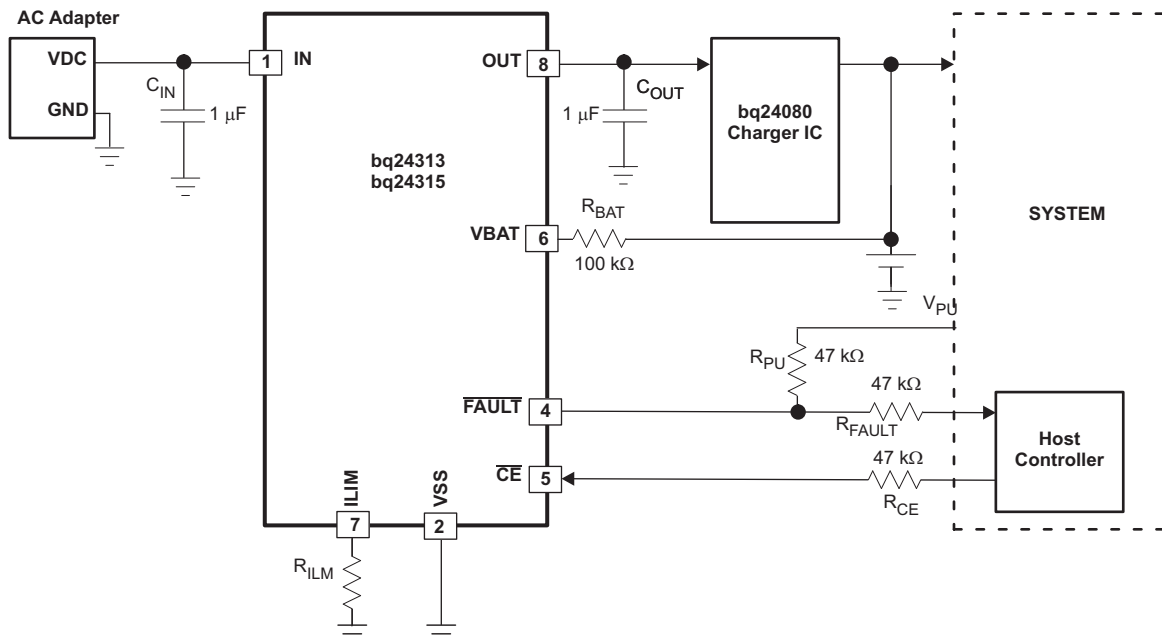 AC Adapter
VDC
GND
C_IN
1 μF
1
IN
OUT
8
C_OUT
1 μF
bq24080
Charger IC
bq24313
bq24315
R_BAT
VBAT
6
100 kΩ
SYSTEM
V_PU
R_PU
47 kΩ
47 kΩ
FAULT
4
R_FAULT
Host
Controller
47 kΩ
CE
5
R_CE
ILIM
VSS
7
2
R_ILM